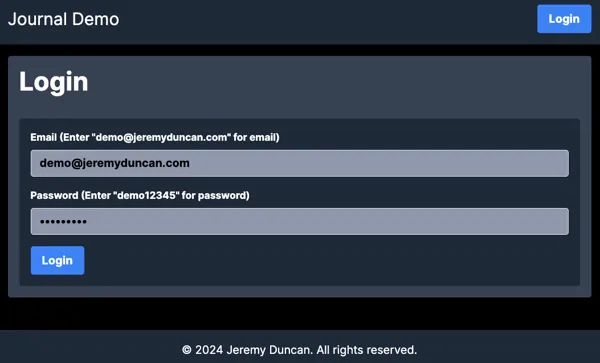 Journal Demo
Login
Login
Email (Enter "demo@jeremyduncan.com" for email)
demo@jeremyduncan.com
Password (Enter "demo12345" for password)
•••••••••
Login
© 2024 Jeremy Duncan. All rights reserved.